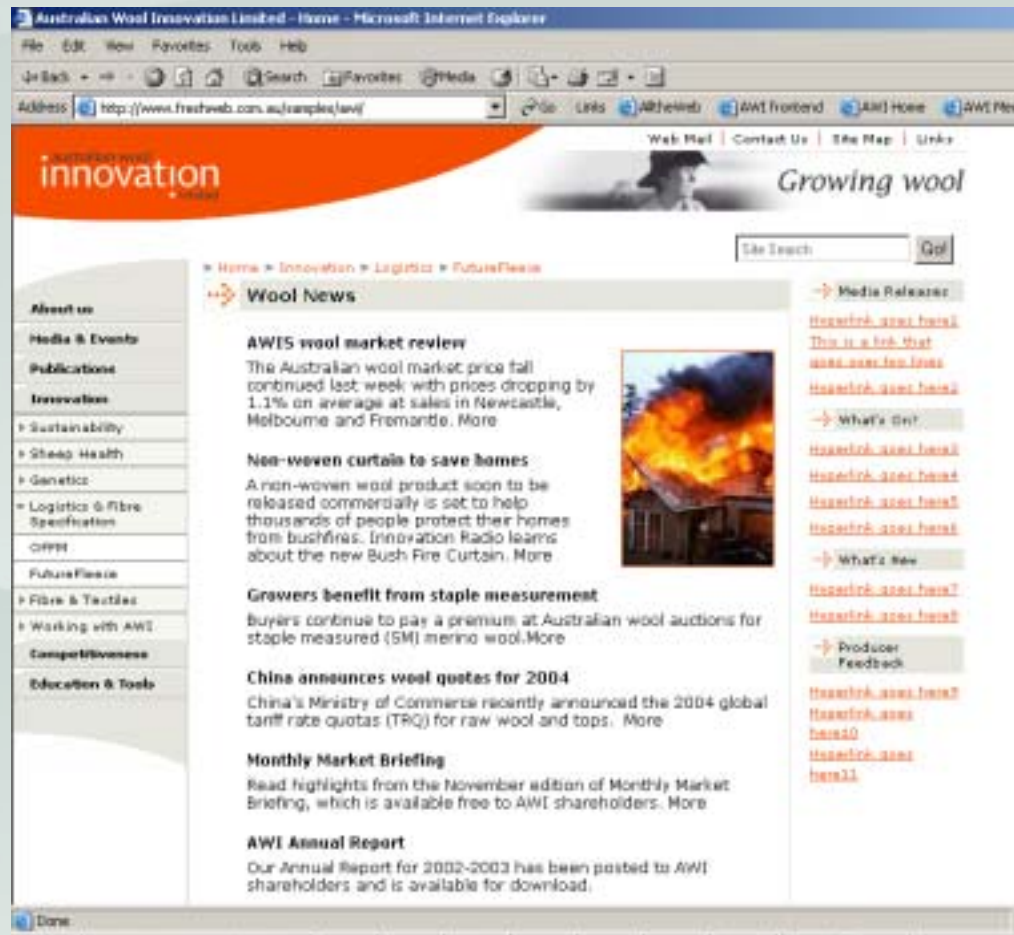 Australian Wool Innovation Limited - Home - Microsoft Internet Explorer
File Edit View Favorites Tools Help
Back Search Favorites Media
Address http://www.freshweb.com.au/samples/awi/ Go Links AlltheWeb AWI Frontend AWI Home AWI Me
Web Mail | Contact Us | Site Map | Links
australian wool
innovation
limited
Growing wool
Site Search Go!
» Home » Innovation » Logistics » FutureFleece
Wool News
About us
Media & Events
Publications
Innovation
Sustainability
Sheep Health
Genetics
Logistics & Fibre
Specification
OFFM
FutureFleece
Fibre & Textiles
Working with AWI
Competitiveness
Education & Tools
AWIS wool market review
The Australian wool market price fall
continued last week with prices dropping by
1.1% on average at sales in Newcastle,
Melbourne and Fremantle. More
Non-woven curtain to save homes
A non-woven wool product soon to be
released commercially is set to help
thousands of people protect their homes
from bushfires. Innovation Radio learns
about the new Bush Fire Curtain. More
Growers benefit from staple measurement
Buyers continue to pay a premium at Australian wool auctions for
staple measured (SM) merino wool.More
China announces wool quotas for 2004
China's Ministry of Commerce recently announced the 2004 global
tariff rate quotas (TRQ) for raw wool and tops. More
Monthly Market Briefing
Read highlights from the November edition of Monthly Market
Briefing, which is available free to AWI shareholders. More
AWI Annual Report
Our Annual Report for 2002-2003 has been posted to AWI
shareholders and is available for download.
Media Releases
Hyperlink goes here1
This is a link that
goes over two lines
Hyperlink goes here2
What's On?
Hyperlink goes here3
Hyperlink goes here4
Hyperlink goes here5
Hyperlink goes here6
What's New
Hyperlink goes here7
Hyperlink goes here8
Producer
Feedback
Hyperlink goes here9
Hyperlink goes
here10
Hyperlink goes
here11
Done